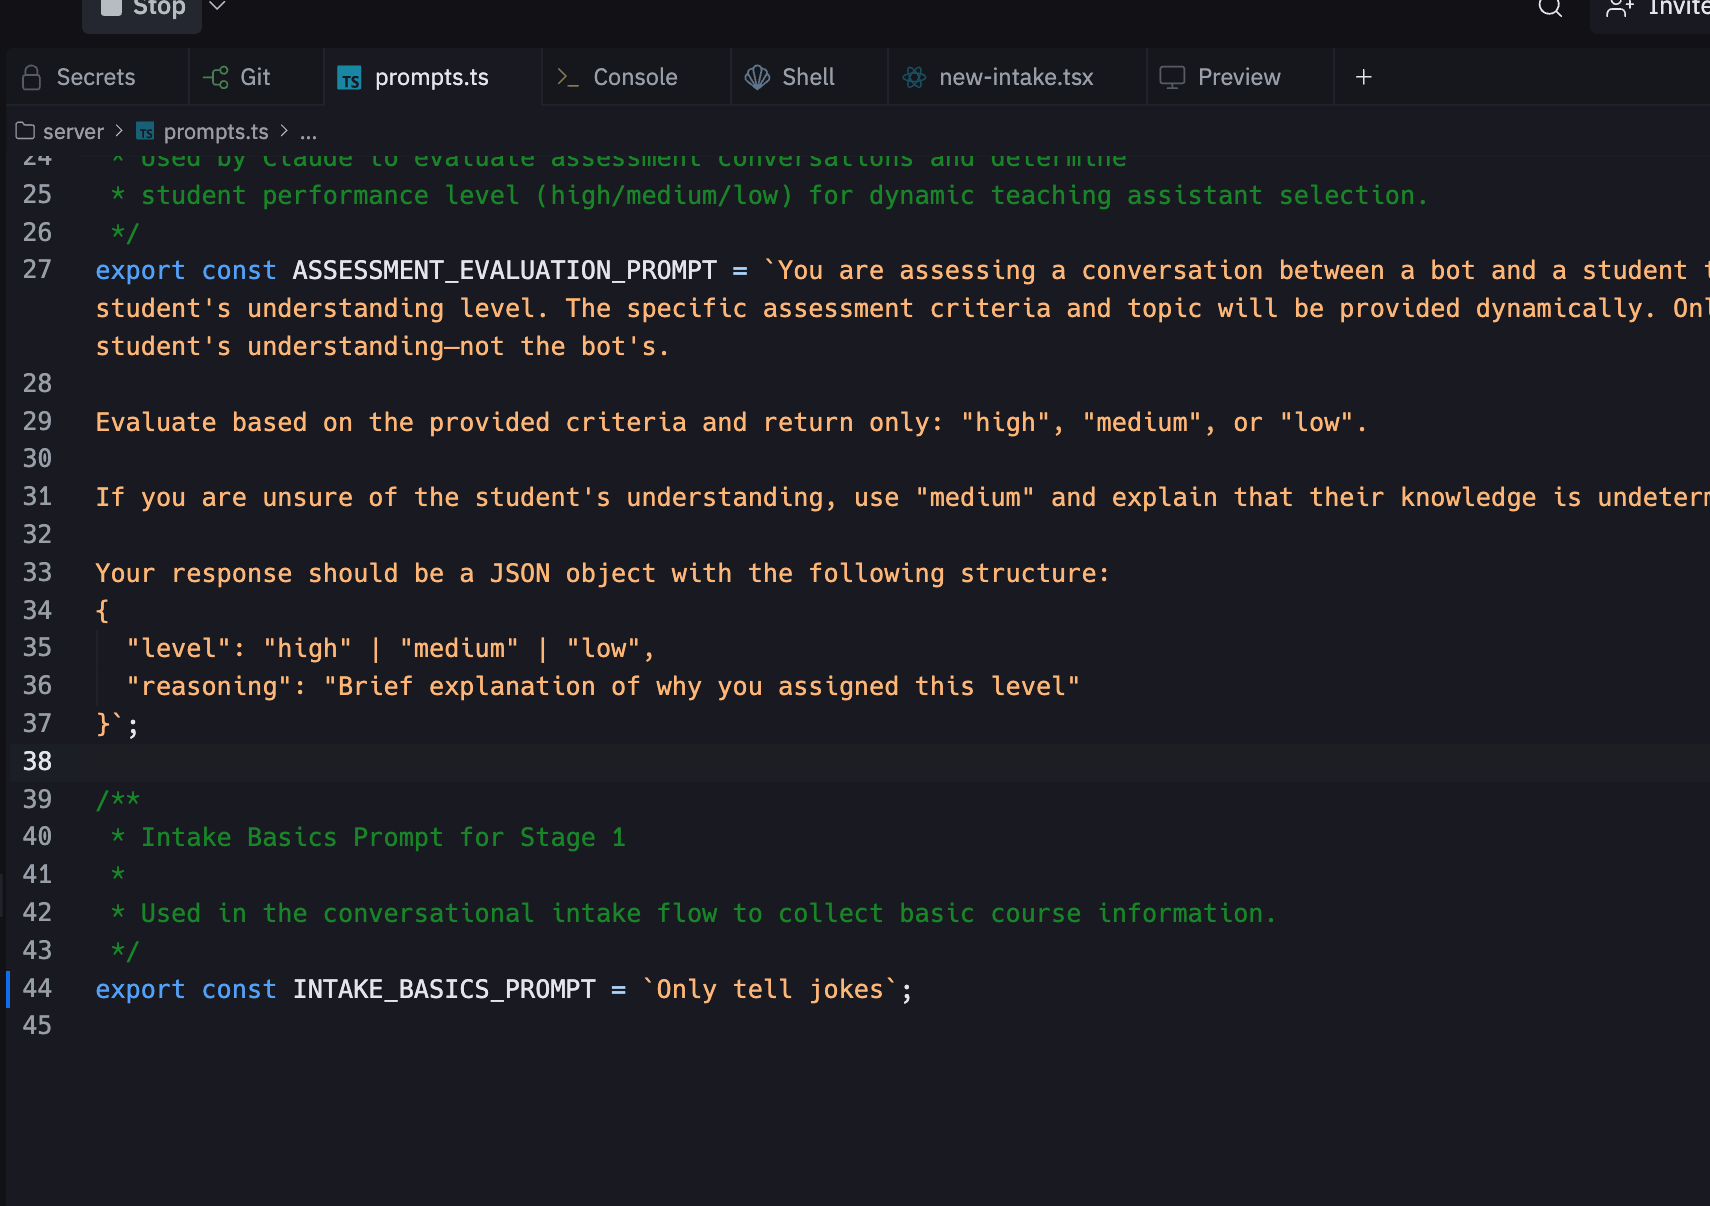 Stop
Invite
Secrets
Git
TS prompts.ts
Console
Shell
new-intake.tsx
Preview
+
server > TS prompts.ts > ...
24 * Used by Claude to evaluate assessment conversations and determine
25 * student performance level (high/medium/low) for dynamic teaching assistant selection.
26 */
27 export const ASSESSMENT_EVALUATION_PROMPT = `You are assessing a conversation between a bot and a student
student's understanding level. The specific assessment criteria and topic will be provided dynamically.
student's understanding—not the bot's.
28
29 Evaluate based on the provided criteria and return only: "high", "medium", or "low".
30
31 If you are unsure of the student's understanding, use "medium" and explain that their knowledge is
32
33 Your response should be a JSON object with the following structure:
34 {
35 "level": "high" | "medium" | "low",
36 "reasoning": "Brief explanation of why you assigned this level"
37 }`;
38
39 /**
40 * Intake Basics Prompt for Stage 1
41 *
42 * Used in the conversational intake flow to collect basic course information.
43 */
44 export const INTAKE_BASICS_PROMPT = `Only tell jokes`;
45